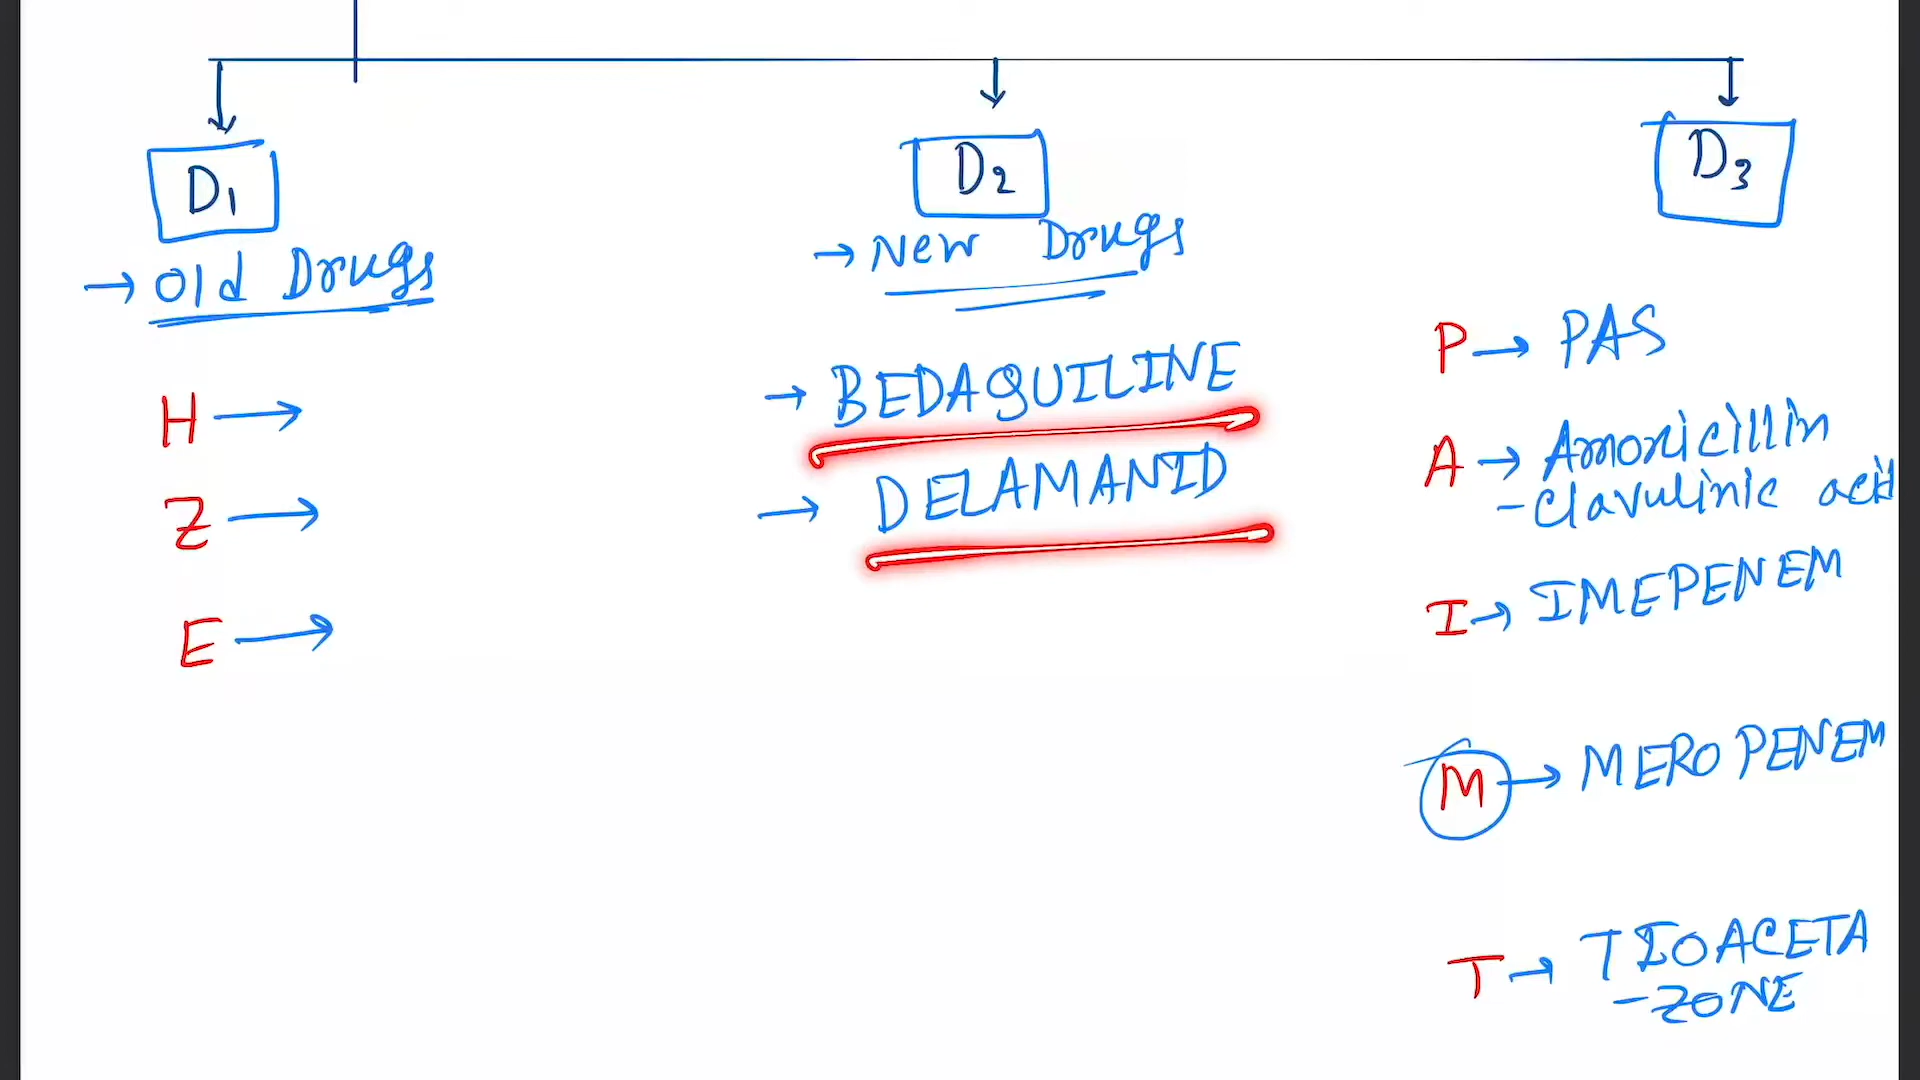 D1
→ Old Drugs
H →
Z →
E →
D2
→ New Drugs
→ BEDAQUILINE
→ DELAMANID
D3
P → PAS
A → Amoxicillin
- clavulinic acid
I → IMEPENEM
M → MEROPENEM
T → TIOACETA
-ZONE